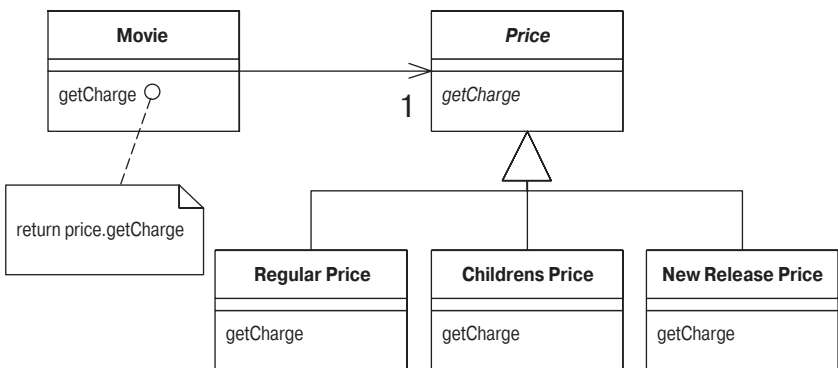 Movie
Price
getCharge
1
getCharge
return price.getCharge
Regular Price
Childrens Price
New Release Price
getCharge
getCharge
getCharge